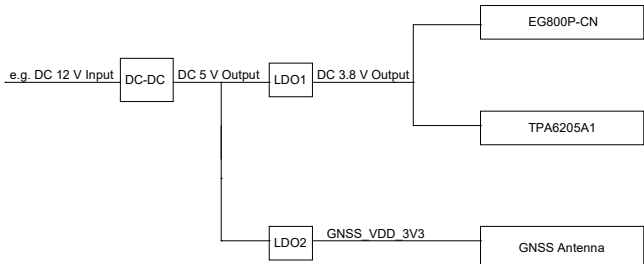 EG800P-CN
e.g. DC 12 V Input
DC-DC
DC 5 V Output
LDO1
DC 3.8 V Output
TPA6205A1
LDO2
GNSS_VDD_3V3
GNSS Antenna